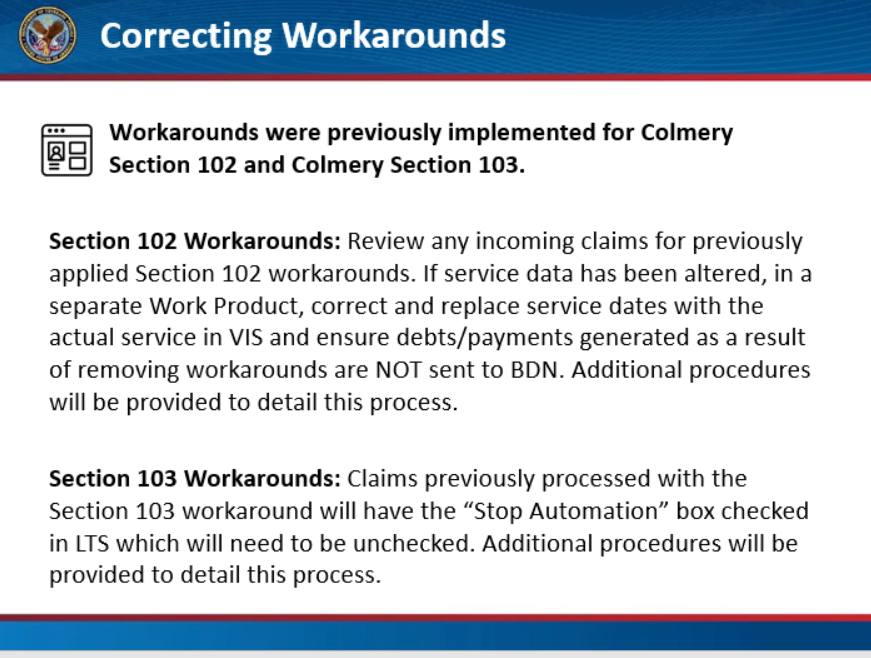 Correcting Workarounds
Workarounds were previously implemented for Colmery
Section 102 and Colmery Section 103.
Section 102 Workarounds: Review any incoming claims for previously
applied Section 102 workarounds. If service data has been altered, in a
separate Work Product, correct and replace service dates with the
actual service in VIS and ensure debts/payments generated as a result
of removing workarounds are NOT sent to BDN. Additional procedures
will be provided to detail this process.
Section 103 Workarounds: Claims previously processed with the
Section 103 workaround will have the “Stop Automation” box checked
in LTS which will need to be unchecked. Additional procedures will be
provided to detail this process.